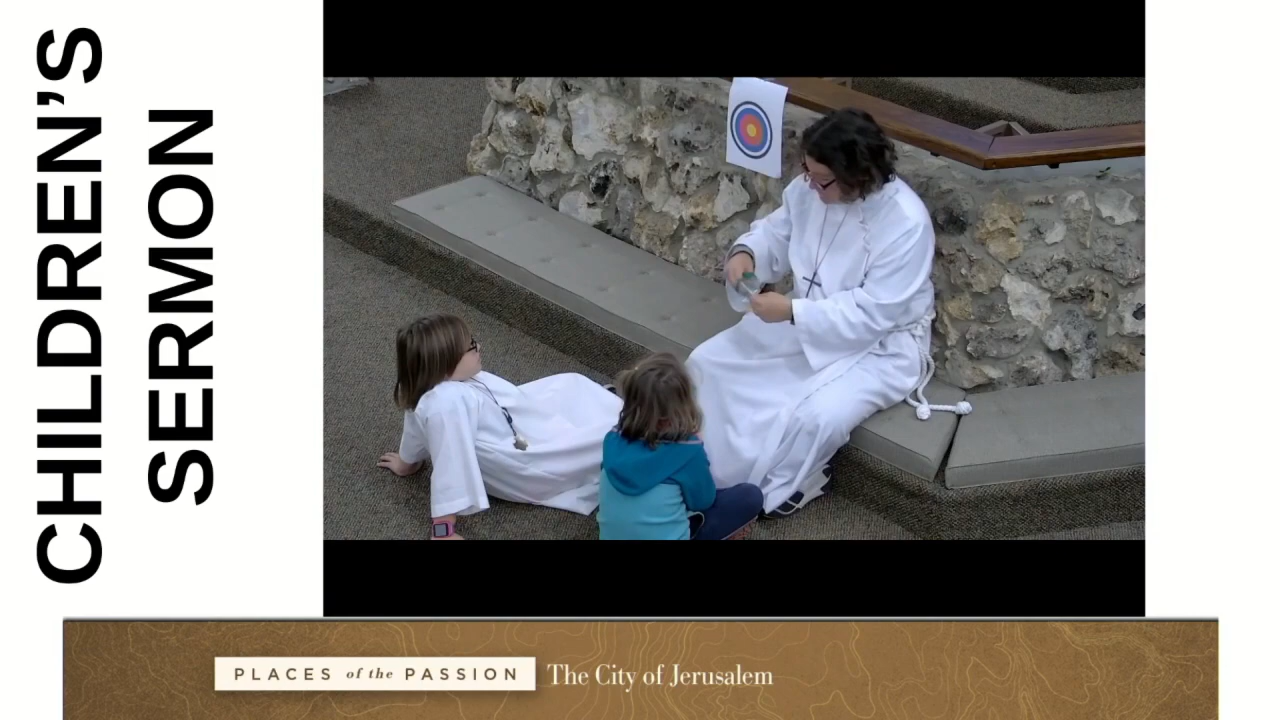 CHILDREN’S
SERMON
PLACES of the PASSION The City of Jerusalem